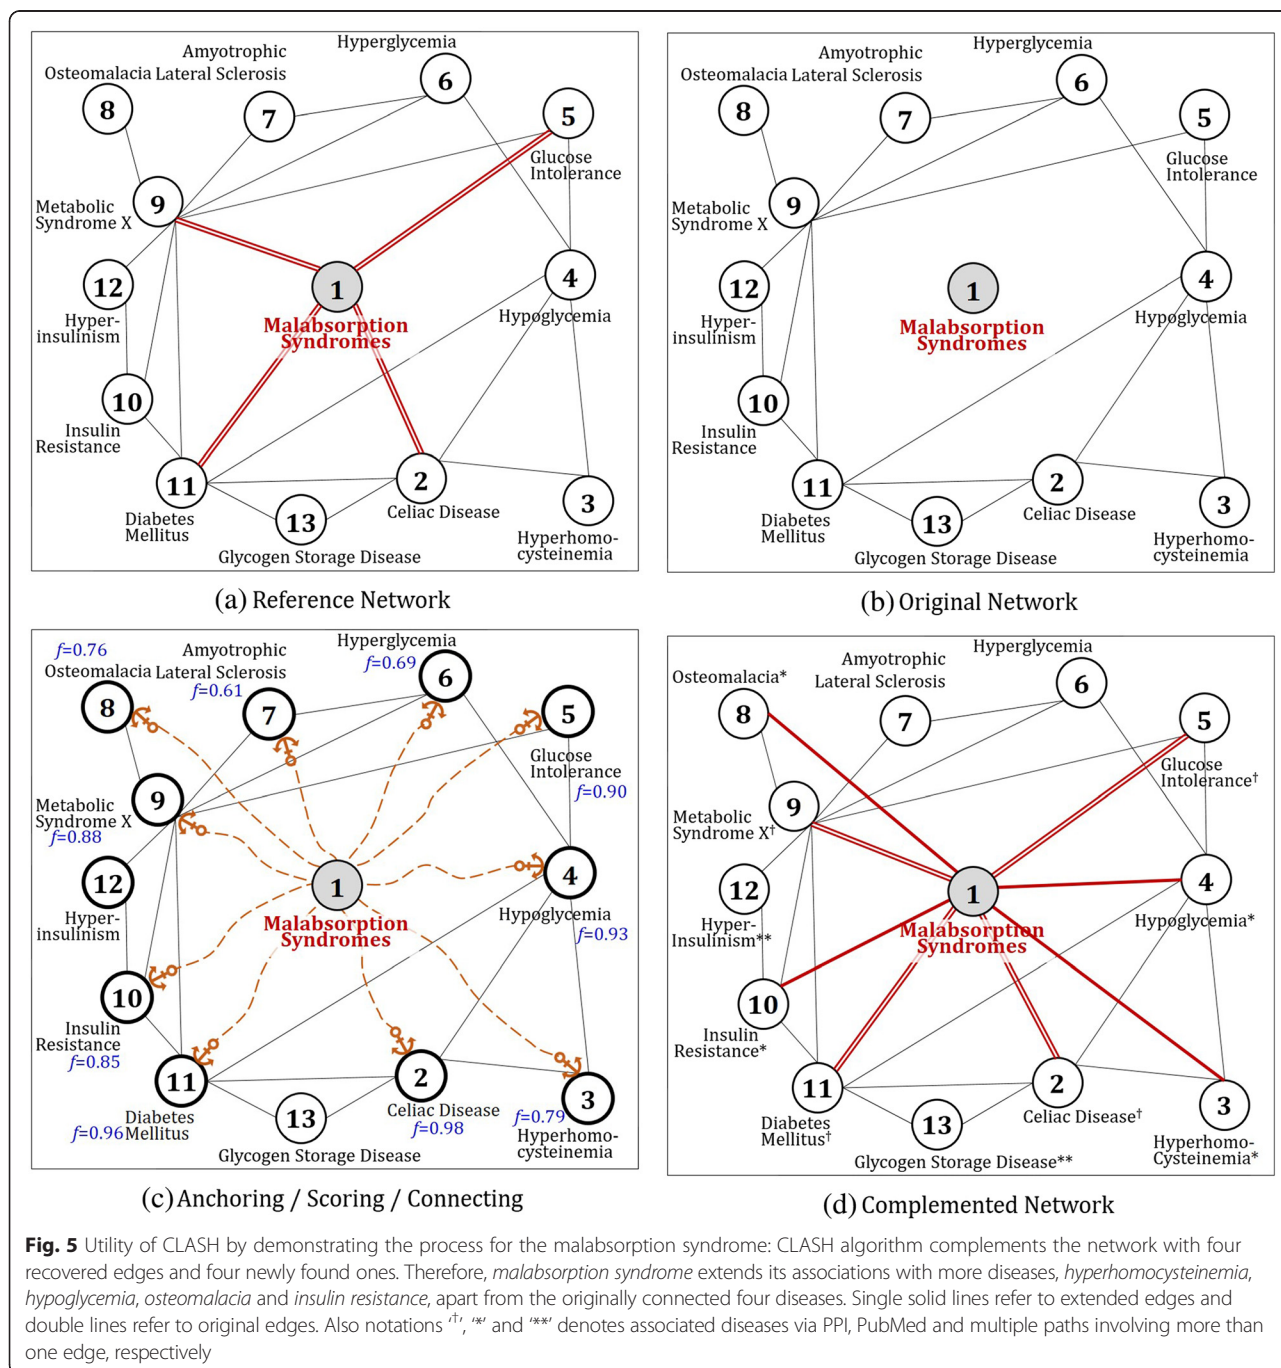 Hyperglycemia
Amyotrophic
Osteomalacia Lateral Sclerosis
6
8
7
5
Glucose
Intolerance
9
Metabolic
Syndrome X
12
1
4
Hyper-
insulinism
Malabsorption
Syndromes
Hypoglycemia
10
Insulin
Resistance
11
2
3
Diabetes
Mellitus
13
Celiac Disease
Hyperhomo-
cysteinemia
Glycogen Storage Disease
(a) Reference Network
Hyperglycemia
Amyotrophic
Osteomalacia Lateral Sclerosis
6
8
7
5
Glucose
Intolerance
9
Metabolic
Syndrome X
12
1
4
Hyper-
insulinism
Malabsorption
Syndromes
Hypoglycemia
10
Insulin
Resistance
11
2
3
Diabetes
Mellitus
13
Celiac Disease
Hyperhomo-
cysteinemia
Glycogen Storage Disease
(b) Original Network
f=0.76
Hyperglycemia
Amyotrophic
f=0.69
Osteomalacia Lateral Sclerosis
f=0.61
6
8
7
5
Glucose
Intolerance
f=0.90
9
Metabolic
Syndrome X
f=0.88
12
1
4
Hyper-
insulinism
Malabsorption
Syndromes
Hypoglycemia
f=0.93
10
Insulin
Resistance
f=0.85
11
2
3
Diabetes
f=0.96 Mellitus
13
Celiac Disease
f=0.98
f=0.79
Hyperhomo-
cysteinemia
Glycogen Storage Disease
(c) Anchoring / Scoring / Connecting
Hyperglycemia
Amyotrophic
Osteomalacia* Lateral Sclerosis
6
8
7
5
Glucose
Intolerance†
9
Metabolic
Syndrome X†
12
1
4
Hyper-
Insulinism**
Malabsorption
Syndromes
Hypoglycemia*
10
Insulin
Resistance*
11
2
3
Diabetes
Mellitus†
13
Celiac Disease†
Hyperhomo-
Cysteinemia*
Glycogen Storage Disease**
(d) Complemented Network
Fig. 5 Utility of CLASH by demonstrating the process for the malabsorption syndrome: CLASH algorithm complements the network with four
recovered edges and four newly found ones. Therefore, malabsorption syndrome extends its associations with more diseases, hyperhomocysteinemia,
hypoglycemia, osteomalacia and insulin resistance, apart from the originally connected four diseases. Single solid lines refer to extended edges and
double lines refer to original edges. Also notations '†', '*' and '**' denotes associated diseases via PPI, PubMed and multiple paths involving more than
one edge, respectively